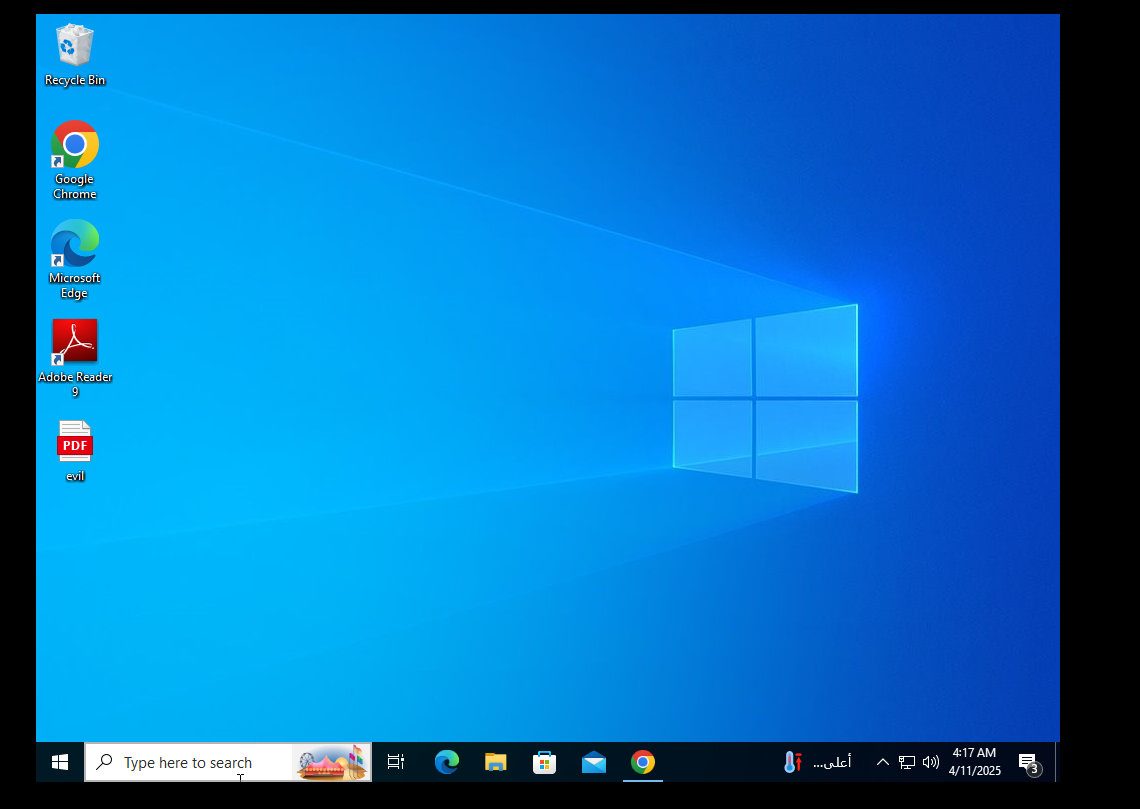 Recycle Bin
Google
Chrome
Microsoft
Edge
Adobe Reader
9
PDF
evil
Type here to search
أعلى...
4:17 AM
4/11/2025
3